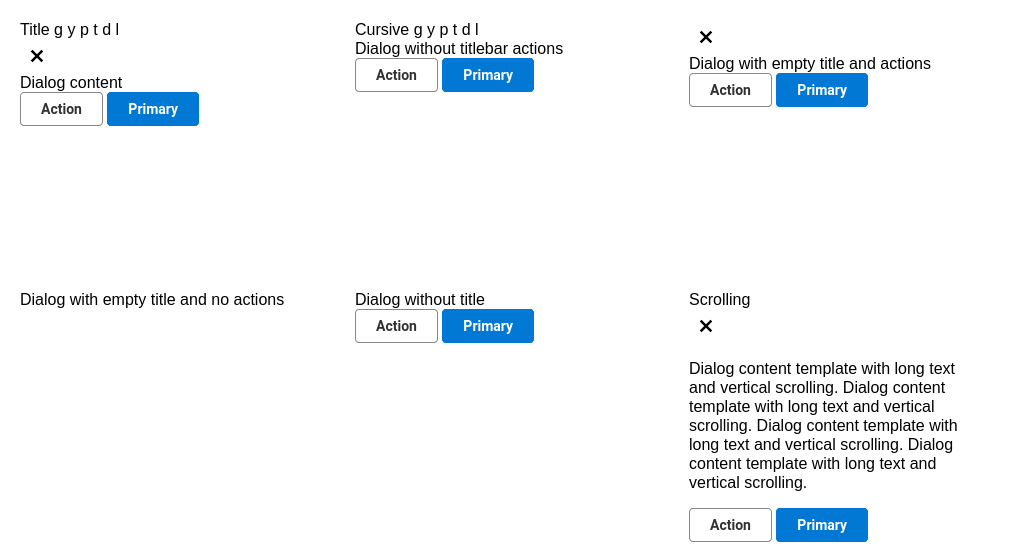 Title g y p t d l
Dialog content
Action Primary
Cursive g y p t d l
Dialog without titlebar actions
Action Primary
Dialog with empty title and actions
Action Primary
Dialog with empty title and no actions
Dialog without title
Action Primary
Scrolling
Dialog content template with long text
and vertical scrolling. Dialog content
template with long text and vertical
scrolling. Dialog content template with
long text and vertical scrolling. Dialog
content template with long text and
vertical scrolling.
Action Primary